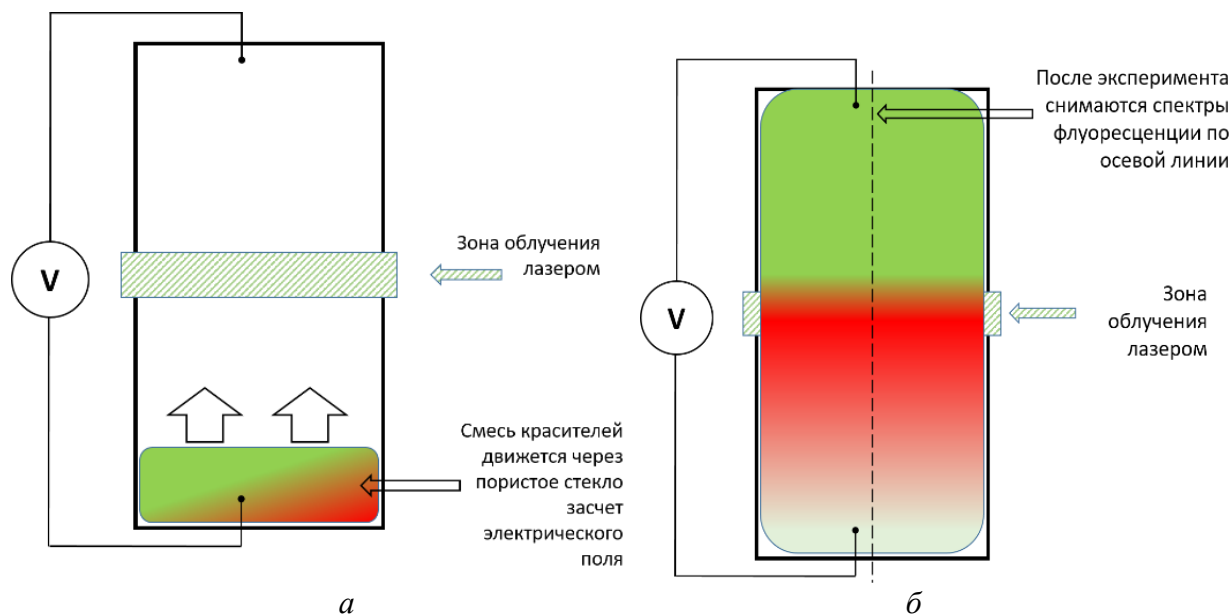 V
Зона облучения
лазером
Смесь красителей
движется через
пористое стекло
засчет
электрического
поля
а
После эксперимента
снимаются спектры
флуоресценции по
осевой линии
V
Зона
облучения
лазером
б